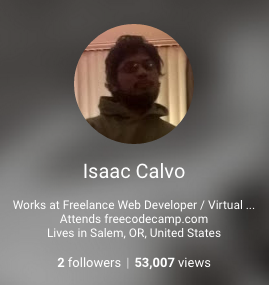 Isaac Calvo
Works at Freelance Web Developer / Virtual ...
Attends freecodecamp.com
Lives in Salem, OR, United States
2 followers | 53,007 views